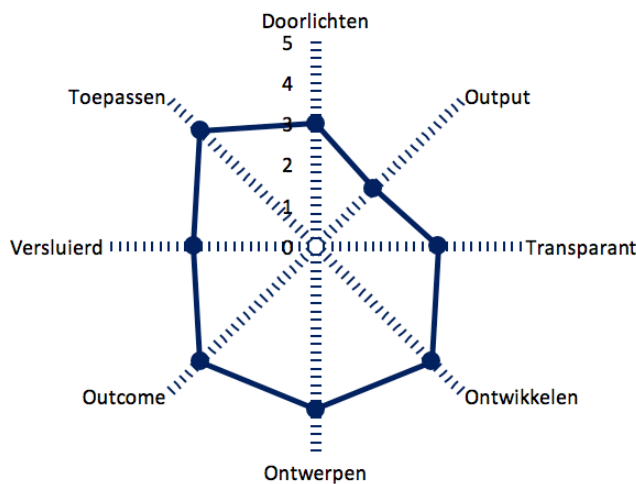 Doorlichten
5
4
Toepassen
Output
3
2
1
Versluierd
0
Transparant
Outcome
Ontwikkelen
Ontwerpen